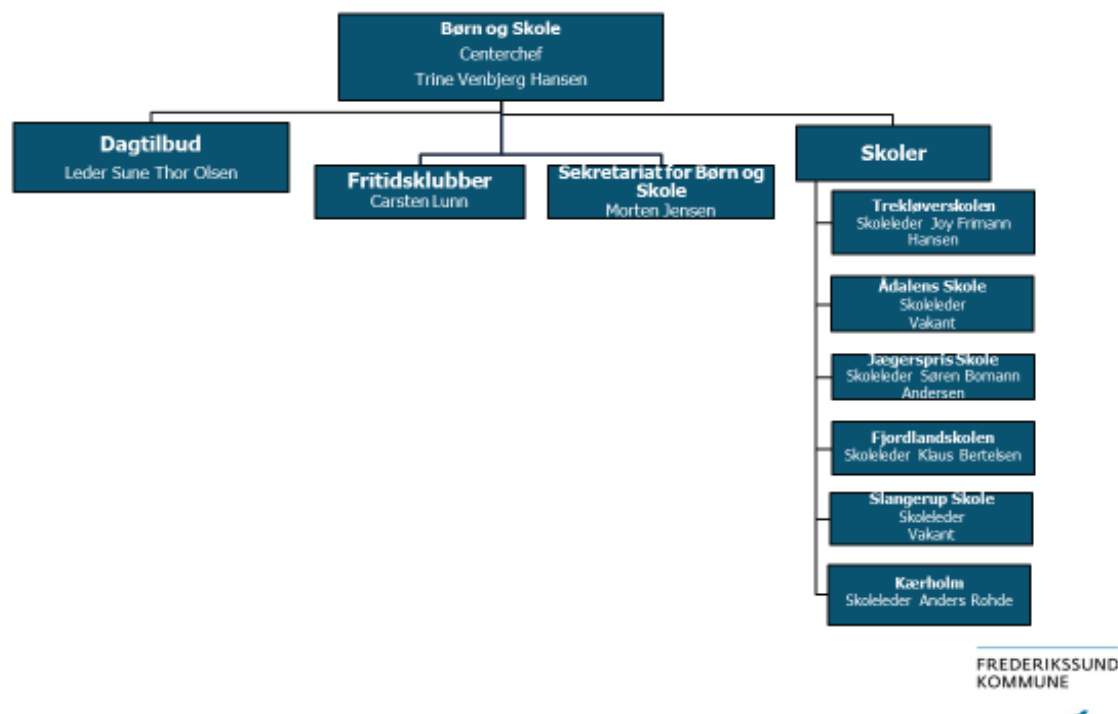 Børn og Skole
Centerchef
Trine Venbjerg Hansen
Dagtilbud
Leder Sune Thor Olsen
Fritidsklubber
Carsten Lunn
Sekretariat for Børn og
Skole
Morten Jensen
Skoler
Trekløverskolen
Skoleleder Joy Frimann
Hansen
Ådalens Skole
Skoleleder
Vakant
Jægerspris Skole
Skoleleder Søren Bomann
Andersen
Fjordlandskolen
Skoleleder Klaus Bertelsen
Slangerup Skole
Skoleleder
Vakant
Kærholm
Skoleleder Anders Rohde
FREDERIKSSUND
KOMMUNE